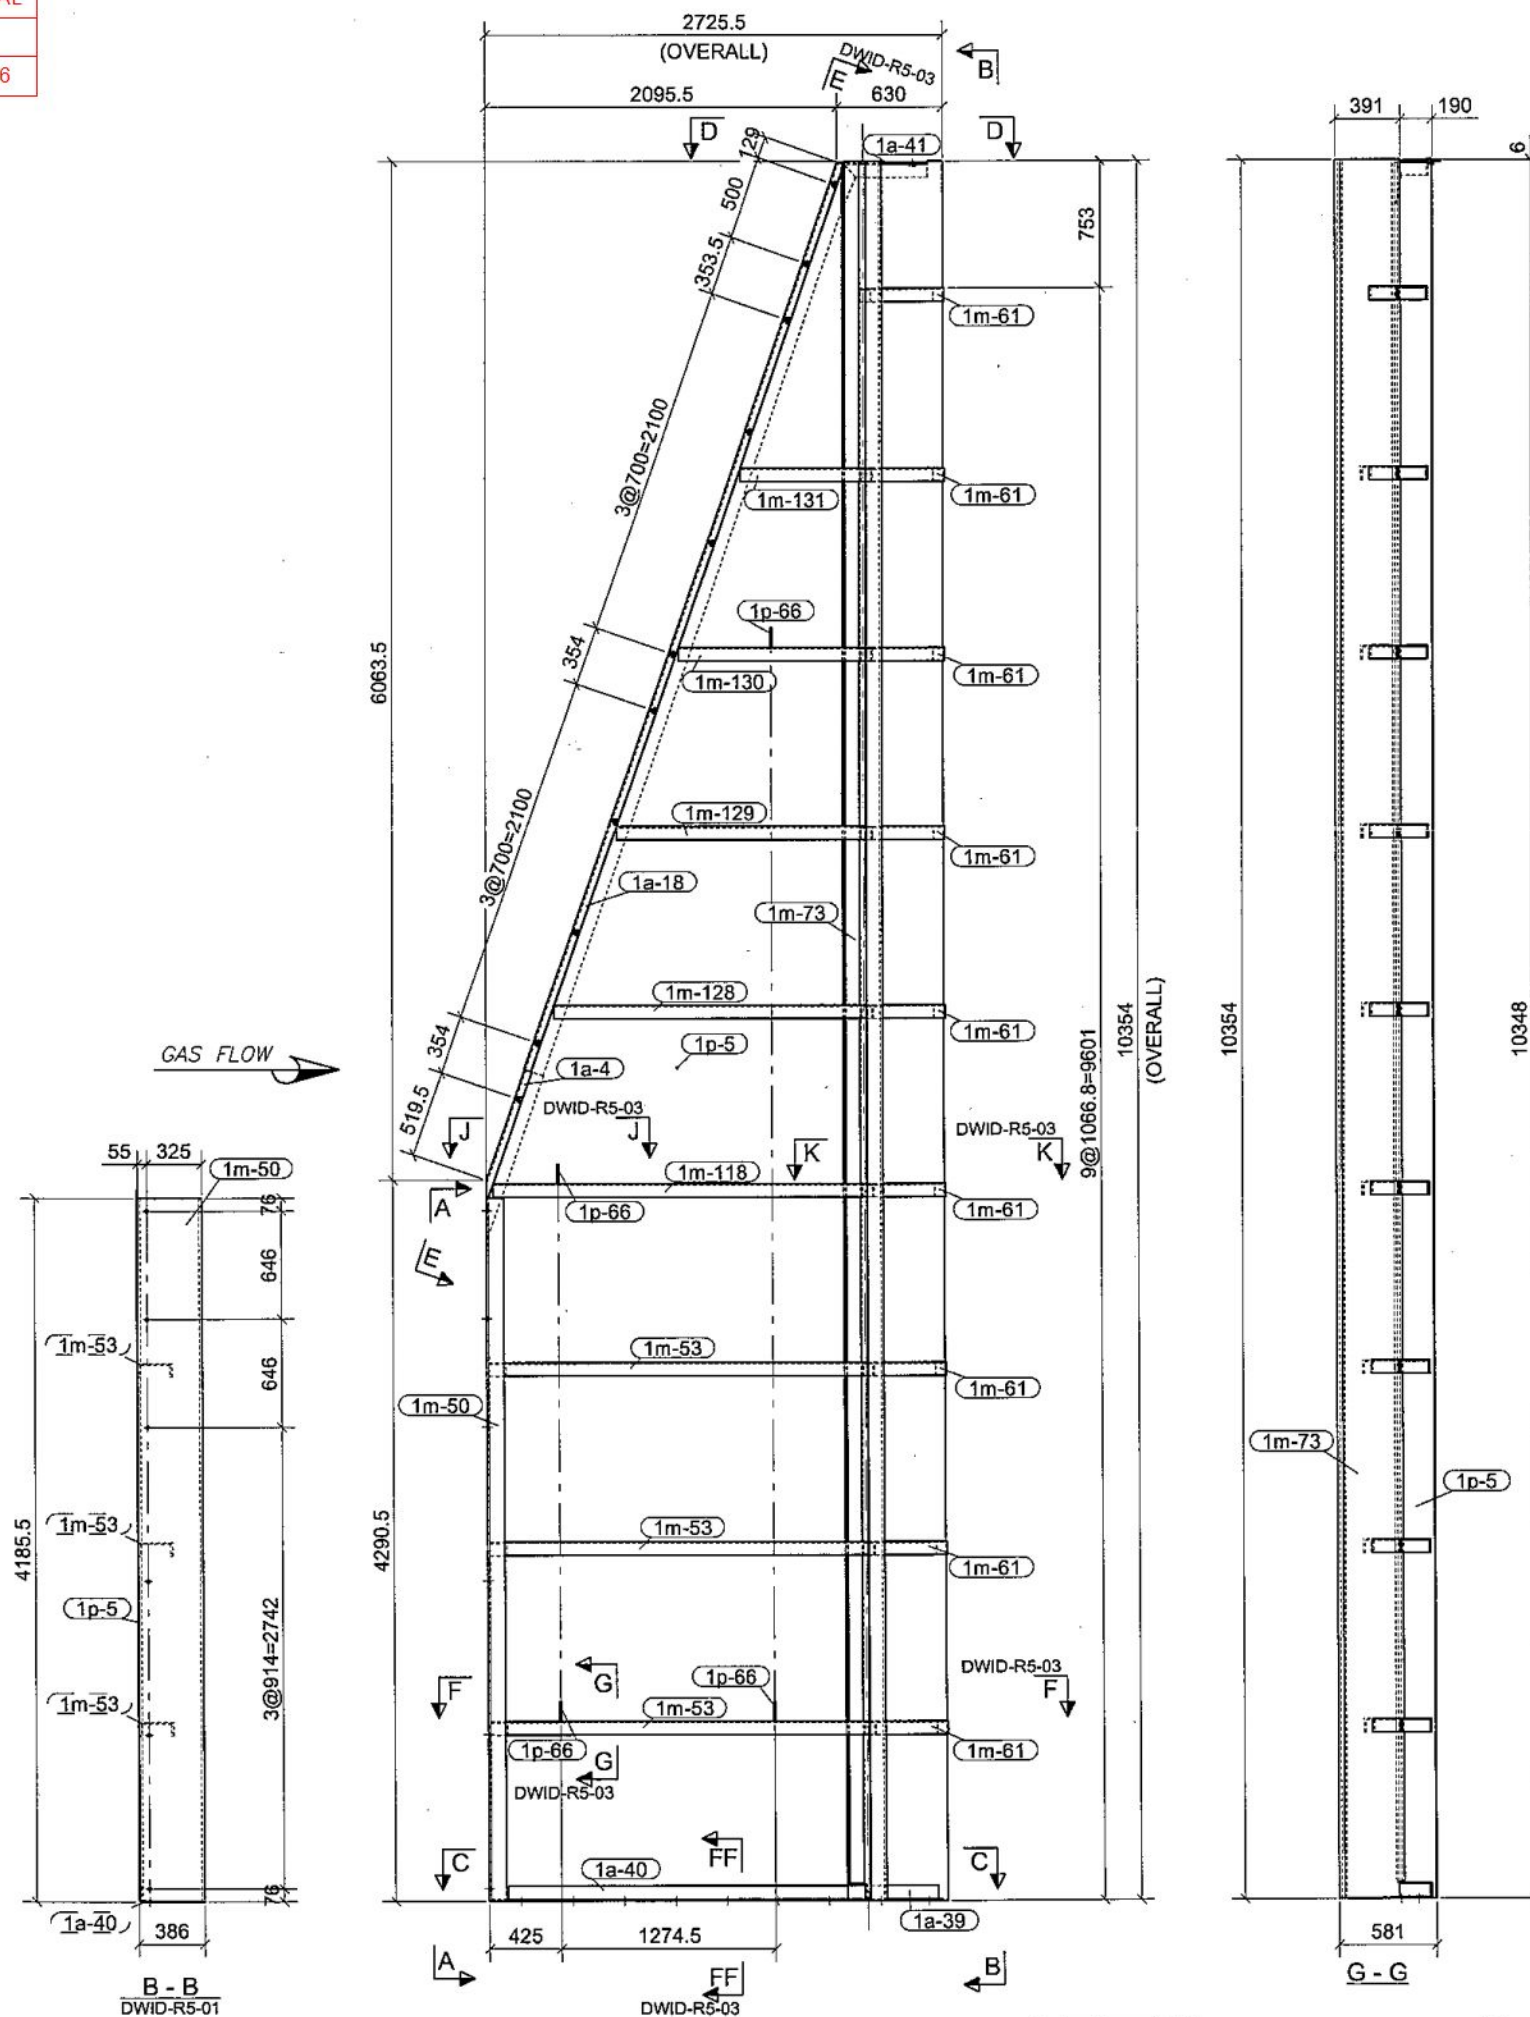 6
2725.5
(OVERALL)
DWID-R5-03
B
E
2095.5
630
391
190
D
D
129
1a-41
6
500
753
353.5
1m-61
3@700=2100
1m-131
1m-61
1p-66
354
1m-130
1m-61
6063.5
3@700=2100
1m-129
1m-61
1a-18
1m-73
1m-128
1m-61
9@1066.8=9601
10354
(OVERALL)
10354
10348
GAS FLOW
354
1p-5
1a-4
519.5
DWID-R5-03
J
J
K
DWID-R5-03
K
55
325
1m-50
1m-118
A
1p-66
1m-61
76
E
646
1m-53
1m-53
646
1m-61
1m-50
1m-73
1p-5
1m-53
1m-53
1m-61
4185.5
4290.5
1p-5
3@914=2742
DWID-R5-03
G
1p-66
F
F
1m-53
1m-53
1p-66
G
1m-61
DWID-R5-03
C
FF
C
76
1a-40
1a-40
1a-39
386
425
1274.5
581
A
FF
B
B - B
DWID-R5-01
DWID-R5-03
G - G